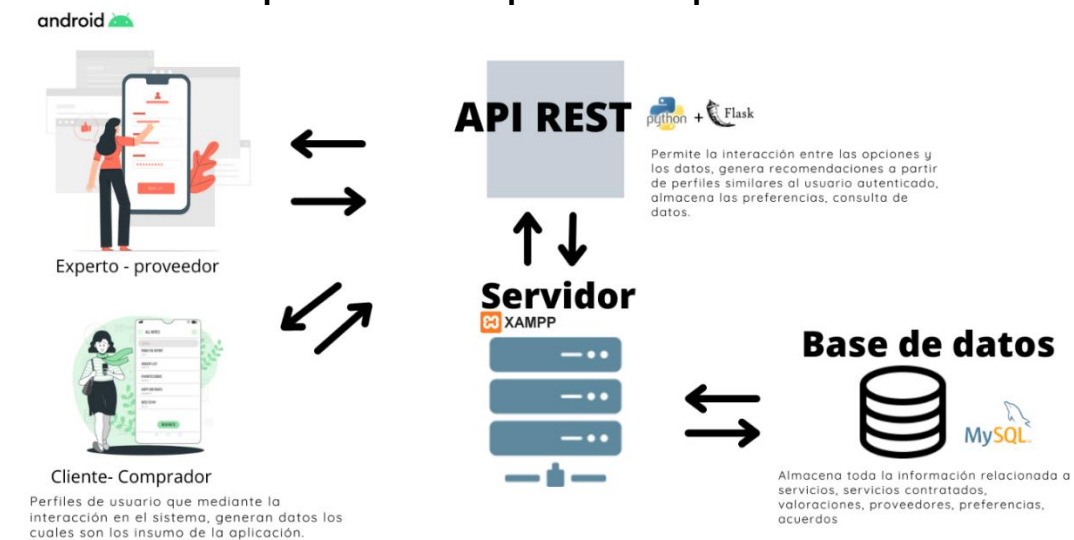 android
Experto - proveedor
Cliente- Comprador
Perfiles de usuario que mediante la
interacción en el sistema, generan datos los
cuales son los insumo de la aplicación.
API REST
python + Flask
Permite la interacción entre las opciones y
los datos, genera recomendaciones a partir
de perfiles similares al usuario autenticado,
almacena las preferencias, consulta de
datos.
Servidor
XAMPP
Base de datos
MySQL
Almacena toda la información relacionada a
servicios, servicios contratados,
valoraciones, proveedores, preferencias,
acuerdos